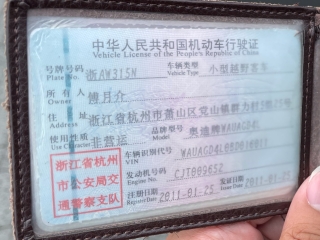 中华人民共和国机动车行驶证
Vehicle License of the People's Republic of China
号牌号码 浙AW315N 车辆类型 小型越野客车
Plate No. Vehicle Type
所有人
Owner
住址 浙江省杭州市萧山区党山镇群力村
Address
使用性质 非营运 品牌型号 奥迪牌
Use Character Model
浙江省杭州 车辆识别代号
VIN
市公安局交 发动机号码
Engine No.
通警察支队 注册日期 2011-01-25 发证日期 2011-01-25
Register Date Issue Date